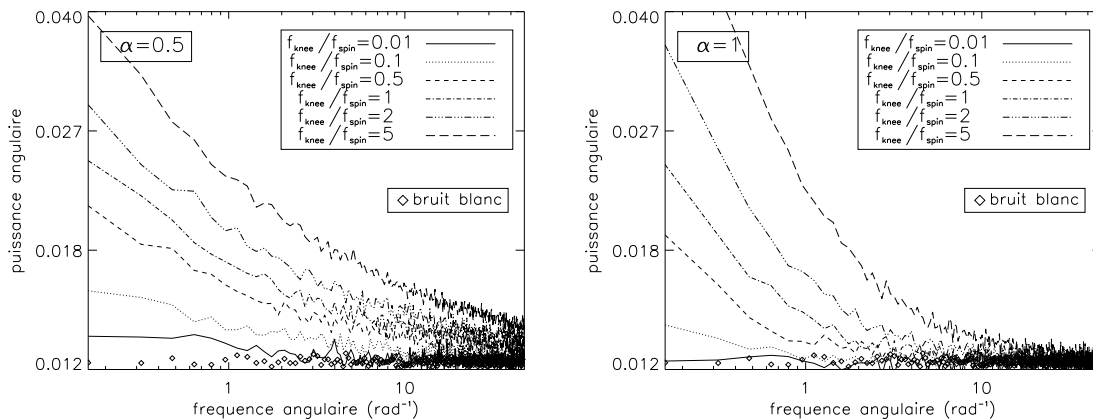 0.040
0.027
0.018
0.012
puissance angulaire
α=0.5
f_knee/f_spin=0.01
f_knee/f_spin=0.1
f_knee/f_spin=0.5
f_knee/f_spin=1
f_knee/f_spin=2
f_knee/f_spin=5
bruit blanc
1 10
frequence angulaire (rad⁻¹)
0.040
0.027
0.018
0.012
puissance angulaire
α=1
f_knee/f_spin=0.01
f_knee/f_spin=0.1
f_knee/f_spin=0.5
f_knee/f_spin=1
f_knee/f_spin=2
f_knee/f_spin=5
bruit blanc
1 10
frequence angulaire (rad⁻¹)